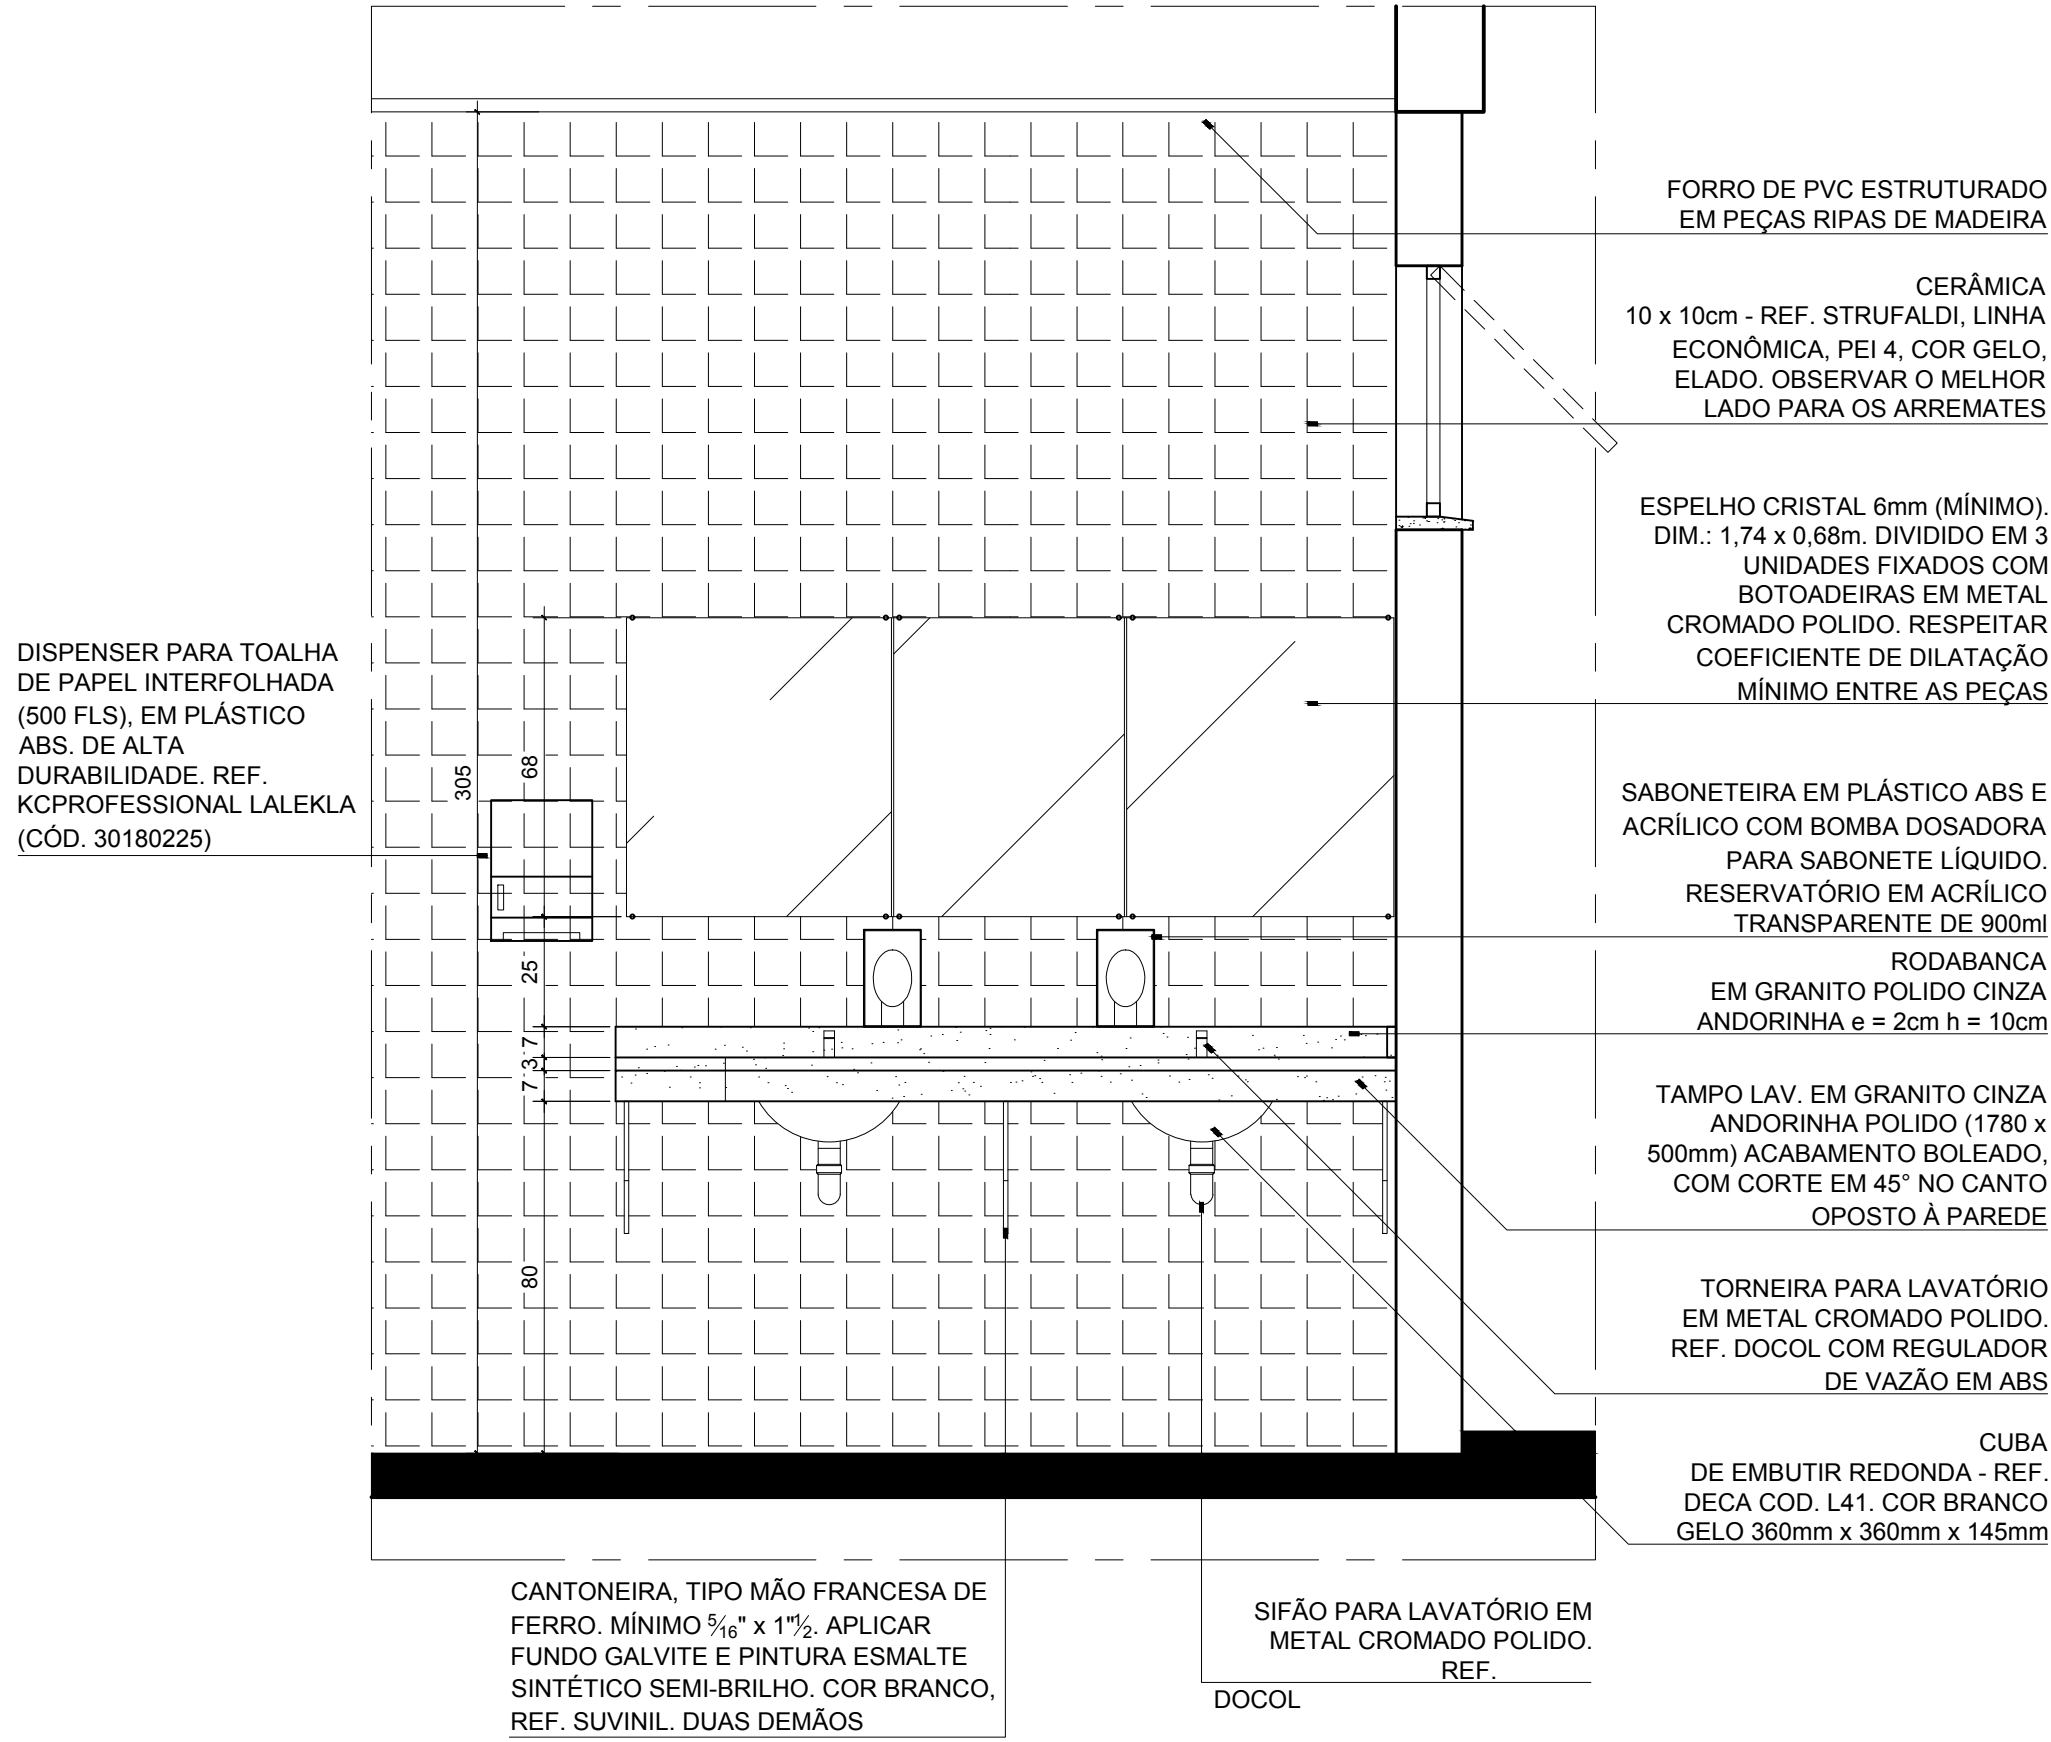 FORRO DE PVC ESTRUTURADO
EM PEÇAS RIPAS DE MADEIRA
CERÂMICA
10 x 10cm - REF. STRUFALDI, LINHA
ECONÔMICA, PEI 4, COR GELO,
ELADO. OBSERVAR O MELHOR
LADO PARA OS ARREMATES
ESPELHO CRISTAL 6mm (MÍNIMO).
DIM.: 1,74 x 0,68m. DIVIDIDO EM 3
UNIDADES FIXADOS COM
BOTOADEIRAS EM METAL
CROMADO POLIDO. RESPEITAR
COEFICIENTE DE DILATAÇÃO
MÍNIMO ENTRE AS PEÇAS
DISPENSER PARA TOALHA
DE PAPEL INTERFOLHADA
(500 FLS), EM PLÁSTICO
ABS. DE ALTA
DURABILIDADE. REF.
KCPROFESSIONAL LALEKLA
(CÓD. 30180225)
305
68
25
7
3
7
80
SABONETEIRA EM PLÁSTICO ABS E
ACRÍLICO COM BOMBA DOSADORA
PARA SABONETE LÍQUIDO.
RESERVATÓRIO EM ACRÍLICO
TRANSPARENTE DE 900ml
RODABANCA
EM GRANITO POLIDO CINZA
ANDORINHA e = 2cm h = 10cm
TAMPO LAV. EM GRANITO CINZA
ANDORINHA POLIDO (1780 x
500mm) ACABAMENTO BOLEADO,
COM CORTE EM 45° NO CANTO
OPOSTO À PAREDE
TORNEIRA PARA LAVATÓRIO
EM METAL CROMADO POLIDO.
REF. DOCOL COM REGULADOR
DE VAZÃO EM ABS
CUBA
DE EMBUTIR REDONDA - REF.
DECA COD. L41. COR BRANCO
GELO 360mm x 360mm x 145mm
CANTONEIRA, TIPO MÃO FRANCESA DE
FERRO. MÍNIMO 5⁄16" x 1"½. APLICAR
FUNDO GALVITE E PINTURA ESMALTE
SINTÉTICO SEMI-BRILHO. COR BRANCO,
REF. SUVINIL. DUAS DEMÃOS
SIFÃO PARA LAVATÓRIO EM
METAL CROMADO POLIDO.
REF.
DOCOL